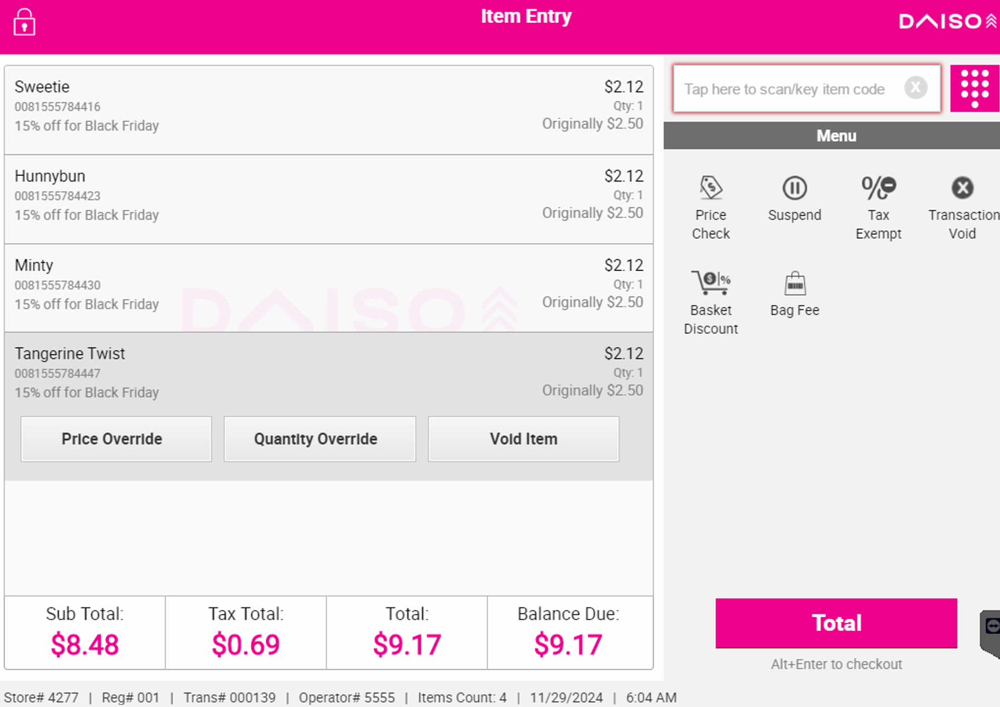 Item Entry
DAISO
Sweetie $2.12
0081555784416 Qty: 1
15% off for Black Friday Originally $2.50
Hunnybun $2.12
0081555784423 Qty: 1
15% off for Black Friday Originally $2.50
Minty $2.12
0081555784430 Qty: 1
15% off for Black Friday Originally $2.50
DAISO
Tangerine Twist $2.12
0081555784447 Qty: 1
15% off for Black Friday Originally $2.50
Price Override Quantity Override Void Item
Sub Total: Tax Total: Total: Balance Due:
$8.48 $0.69 $9.17 $9.17
Tap here to scan/key item code X
Menu
Price Check
Suspend
Tax Exempt
Transaction Void
Basket Discount
Bag Fee
Total
Alt+Enter to checkout
Store# 4277 | Reg# 001 | Trans# 000139 | Operator# 5555 | Items Count: 4 | 11/29/2024 | 6:04 AM